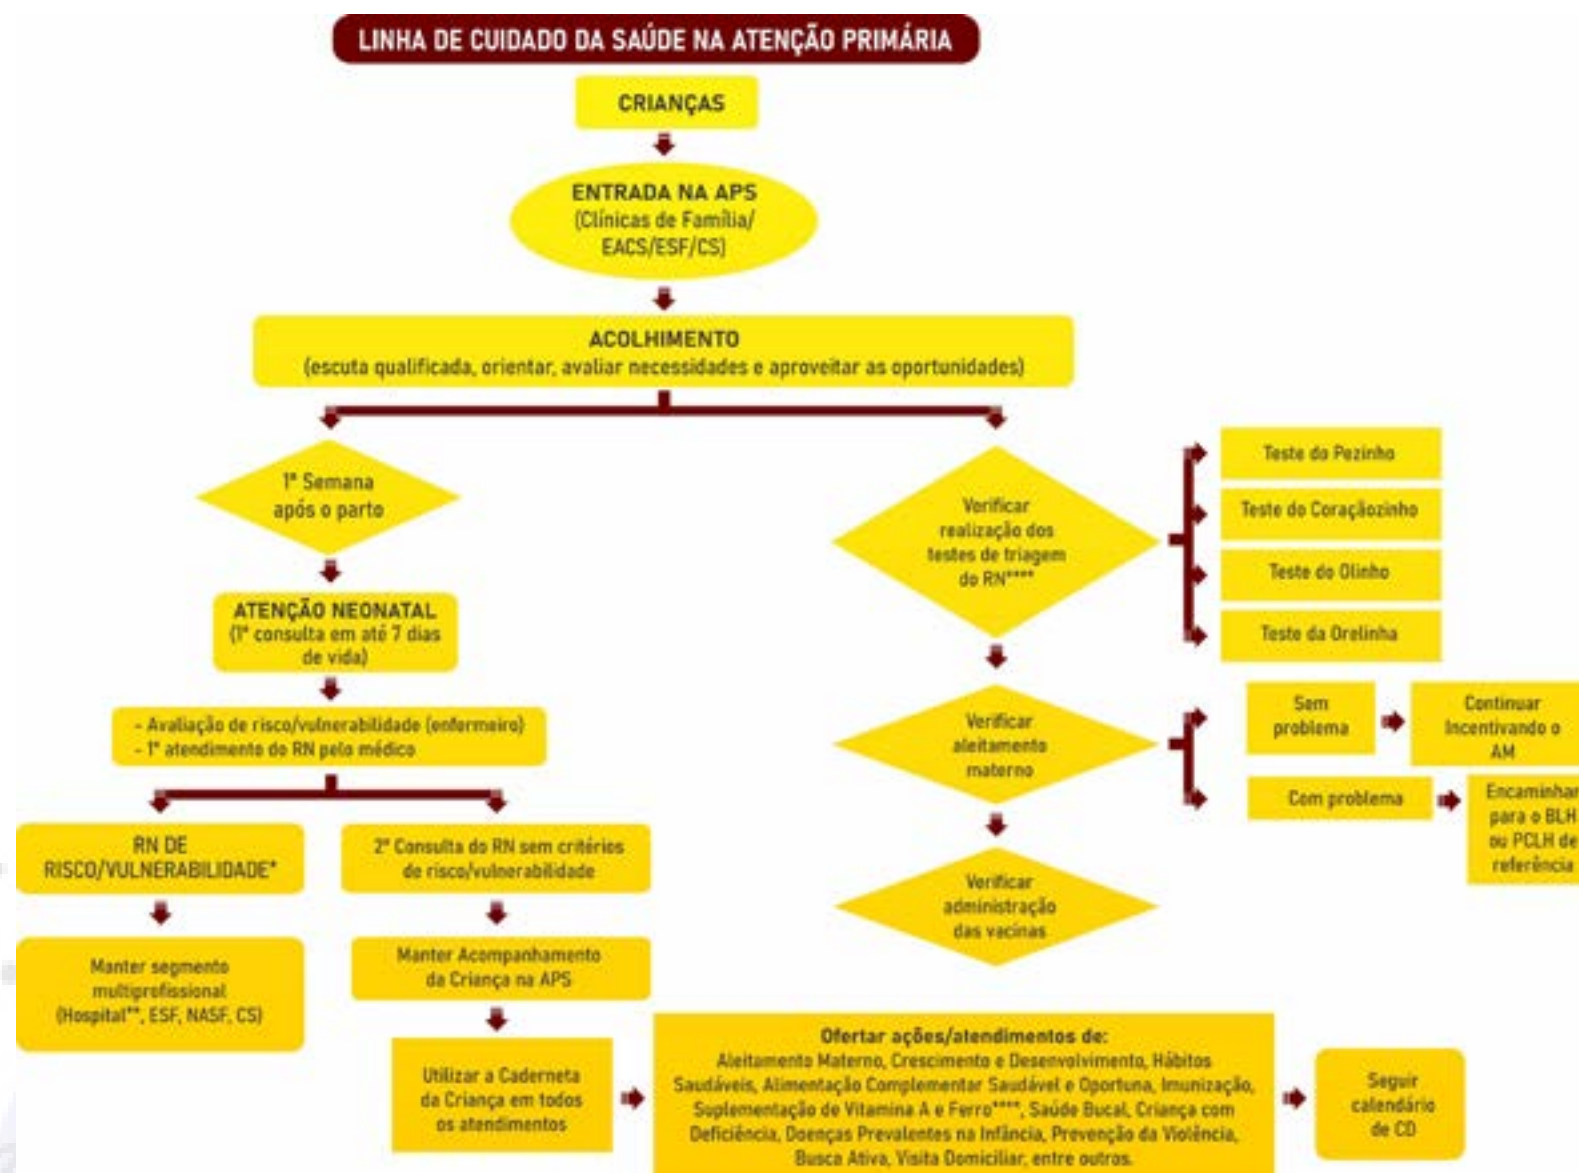 LINHA DE CUIDADO DA SAÚDE NA ATENÇÃO PRIMÁRIA
CRIANÇAS
ENTRADA NA APS
(Clínicas de Família/
EACS/ESF/CS)
ACOLHIMENTO
(escuta qualificada, orientar, avaliar necessidades e aproveitar as oportunidades)
1ª Semana
após o parto
ATENÇÃO NEONATAL
(1ª consulta em até 7 dias
de vida)
- Avaliação de risco/vulnerabilidade (enfermeiro)
- 1º atendimento do RN pelo médico
RN DE
RISCO/VULNERABILIDADE*
Manter segmento
multiprofissional
(Hospital**, ESF, NASF, CS)
2ª Consulta do RN sem critérios
de risco/vulnerabilidade
Manter Acompanhamento
da Criança na APS
Utilizar a Caderneta
da Criança em todos
os atendimentos
Ofertar ações/atendimentos de:
Aleitamento Materno, Crescimento e Desenvolvimento, Hábitos
Saudáveis, Alimentação Complementar Saudável e Oportuna, Imunização,
Suplementação de Vitamina A e Ferro****, Saúde Bucal, Criança com
Deficiência, Doenças Prevalentes na Infância, Prevenção da Violência,
Busca Ativa, Visita Domiciliar, entre outros.
Seguir
calendário
de CD
Verificar
realização dos
testes de triagem
do RN****
Teste do Pezinho
Teste do Coraçãozinho
Teste do Olinho
Teste da Orelinha
Verificar
aleitamento
materno
Sem
problema
Continuar
Incentivando o
AM
Com problema
Encaminhar
para o BLH
ou PCLH de
referência
Verificar
administração
das vacinas